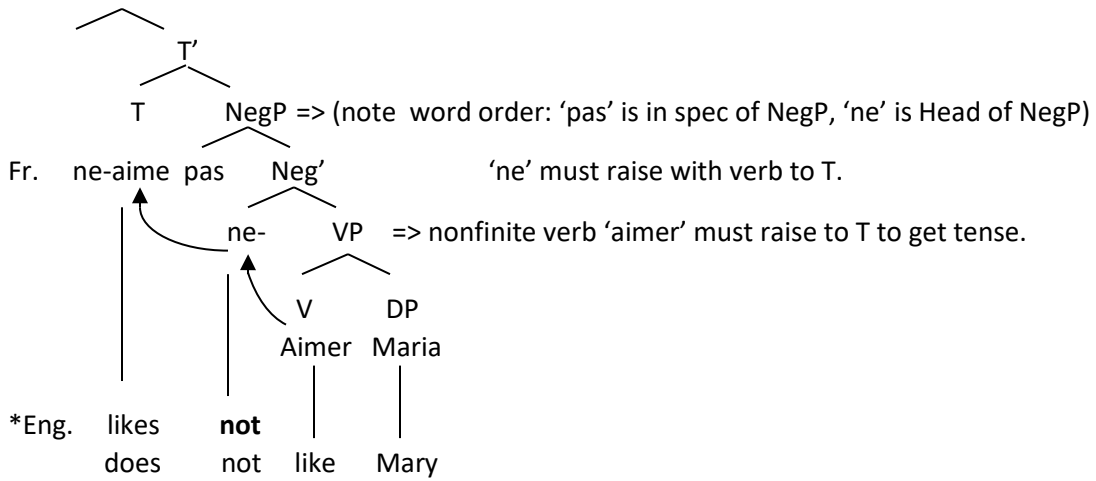 T’
T NegP => (note word order: ‘pas’ is in spec of NegP, ‘ne’ is Head of NegP)
Fr. ne-aime pas Neg’ ‘ne’ must raise with verb to T.
ne- VP => nonfinite verb ‘aimer’ must raise to T to get tense.
V DP
Aimer Maria
*Eng. likes not
does not like Mary